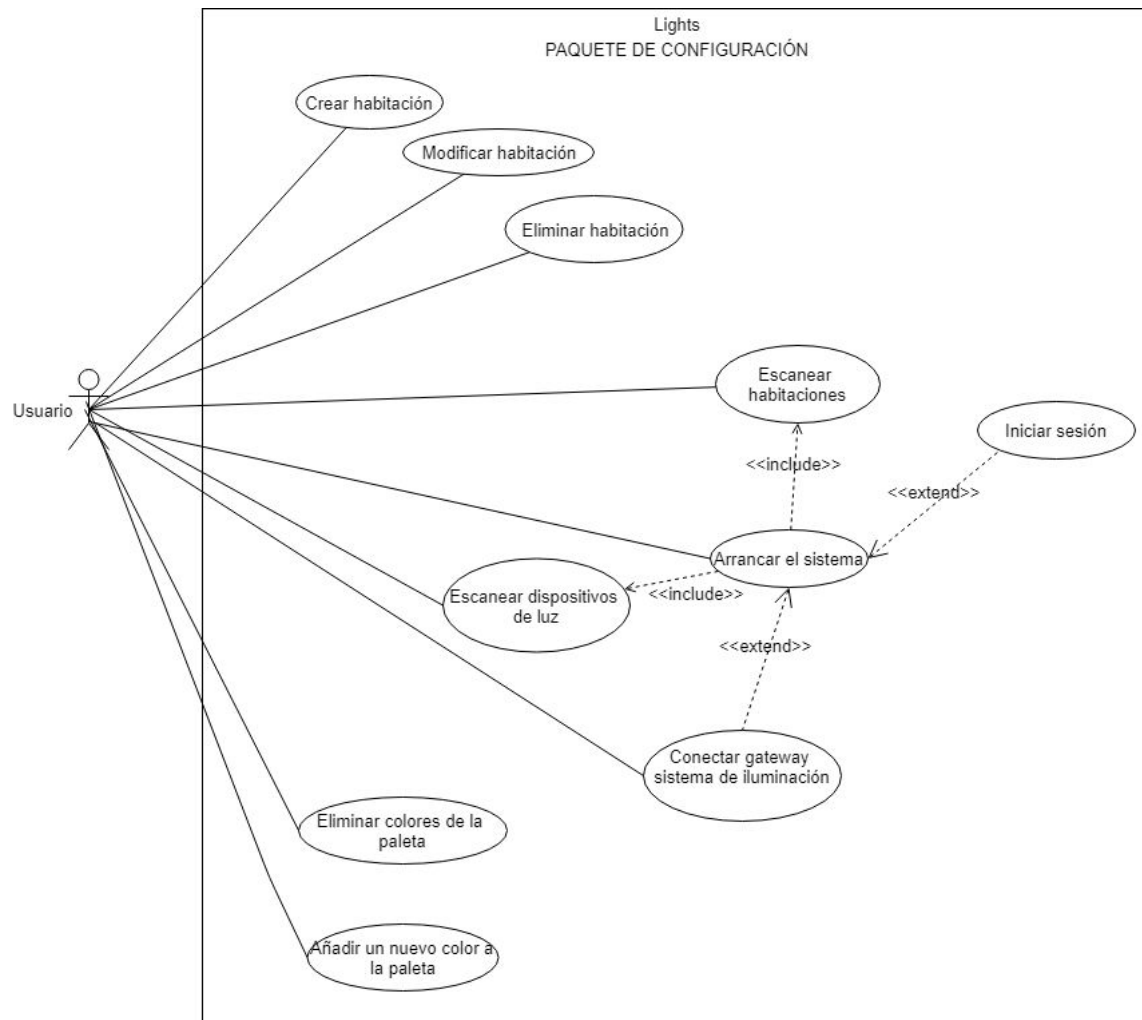 Lights
PAQUETE DE CONFIGURACIÓN
Crear habitación
Modificar habitación
Eliminar habitación
Escanear
habitaciones
Usuario
Iniciar sesión
<<include>>
<<extend>>
Arrancar el sistema
Escanear dispositivos
de luz
<<include>>
<<extend>>
Conectar gateway
sistema de iluminación
Eliminar colores de la
paleta
Añadir un nuevo color a
la paleta